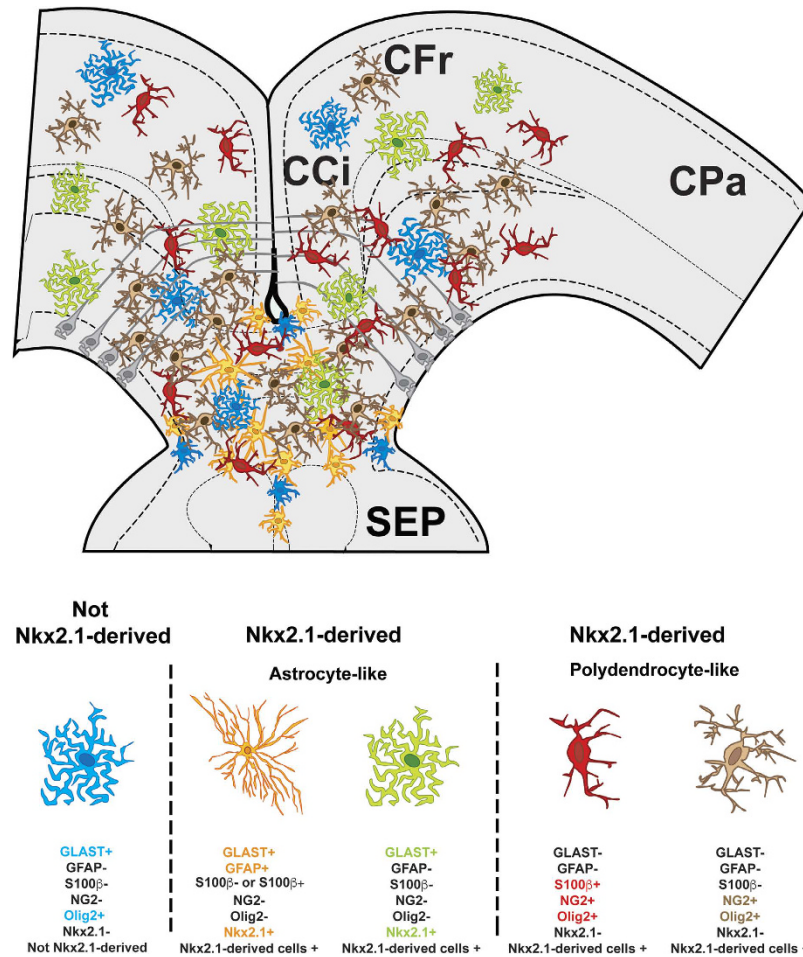 CFr
CCi
CPa
SEP
Not
Nkx2.1-derived
Nkx2.1-derived
Astrocyte-like
Nkx2.1-derived
Polydendrocyte-like
GLAST+
GFAP-
S100β-
NG2-
Olig2+
Nkx2.1-
Not Nkx2.1-derived
GLAST+
GFAP+
S100β- or S100β+
NG2-
Olig2-
Nkx2.1+
Nkx2.1-derived cells +
GLAST+
GFAP-
S100β-
NG2-
Olig2-
Nkx2.1+
Nkx2.1-derived cells +
GLAST-
GFAP-
S100β+
NG2+
Olig2+
Nkx2.1-
Nkx2.1-derived cells +
GLAST-
GFAP-
S100β-
NG2+
Olig2+
Nkx2.1-
Nkx2.1-derived cells +